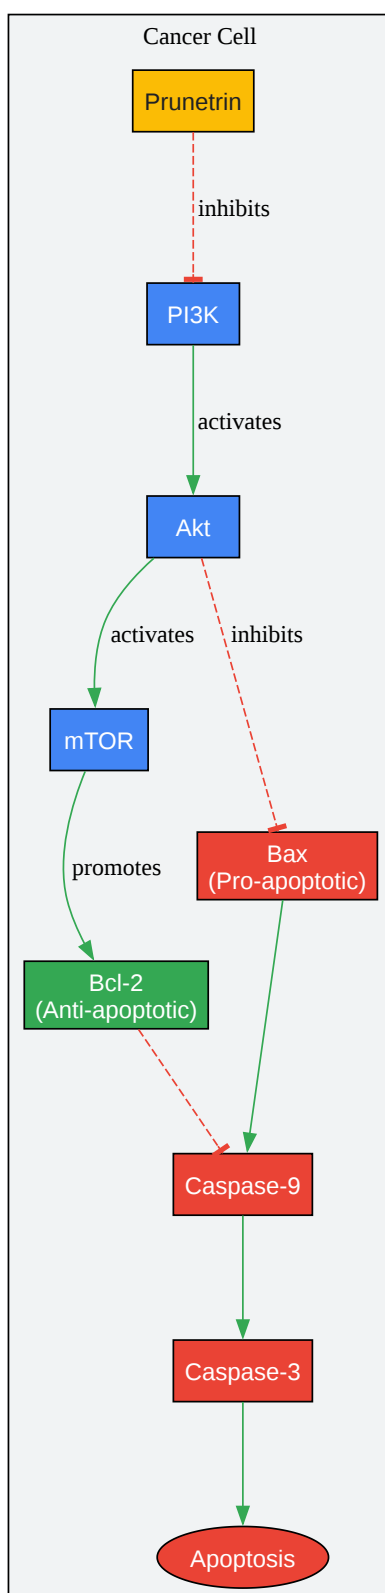 Cancer Cell
Prunetrin
inhibits
PI3K
activates
Akt
activates
inhibits
mTOR
Bax
(Pro-apoptotic)
promotes
Bcl-2
(Anti-apoptotic)
Caspase-9
Caspase-3
Apoptosis